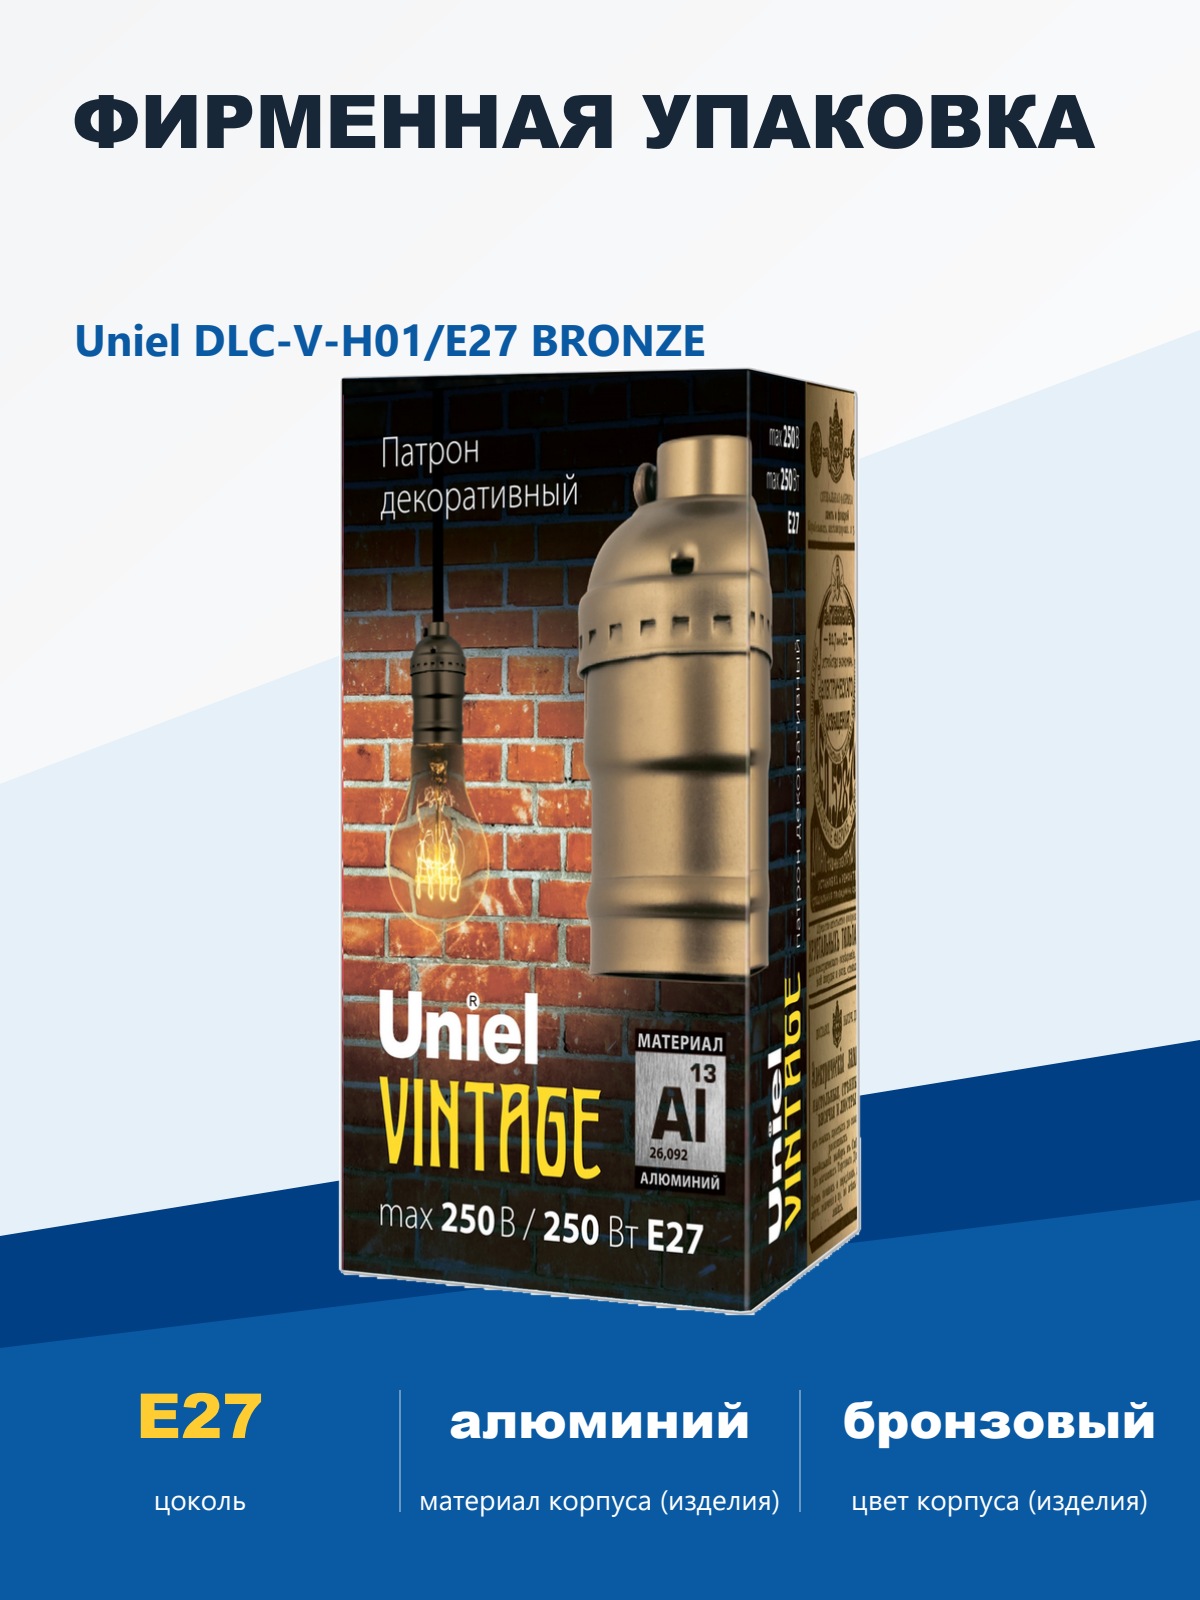 ФИРМЕННАЯ УПАКОВКА
Uniel DLC-V-H01/E27 BRONZE
Патрон
декоративный
Uniel®
VINTAGE
МАТЕРИАЛ
13
Al
26,092
АЛЮМИНИЙ
max 250 В / 250 Вт E27
max 250 В
max 250 Вт
E27
патрон декоративный
Uniel
VINTAGE
E27
цоколь
алюминий
материал корпуса (изделия)
бронзовый
цвет корпуса (изделия)